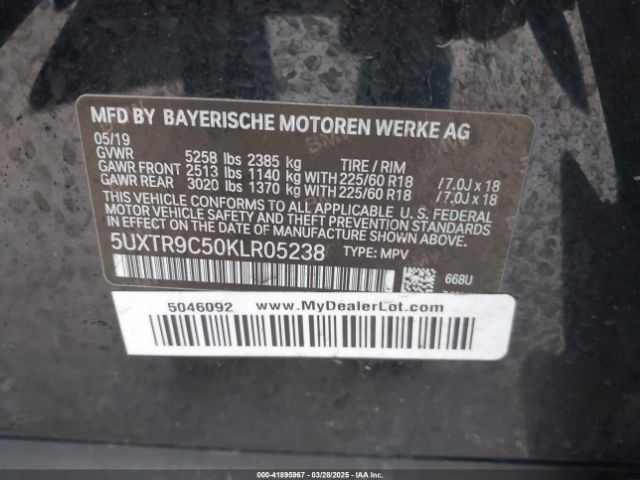 MFD BY BAYERISCHE MOTOREN WERKE AG
05/19
GVWR 5258 lbs 2385 kg TIRE / RIM
GAWR FRONT 2513 lbs 1140 kg WITH 225/60 R18 /7.0J x 18
GAWR REAR 3020 lbs 1370 kg WITH 225/60 R18 /7.0J x 18
THIS VEHICLE CONFORMS TO ALL APPLICABLE U.S. FEDERAL
MOTOR VEHICLE SAFETY AND THEFT PREVENTION STANDARDS
IN EFFECT ON THE DATE OF MANUFACTURE SHOWN ABOVE.
5UXTR9C50KLR05238 TYPE: MPV
668U
5046092 www.MyDealerLot.com
000-41895967 | 03/28/2025 - IAAI.COM